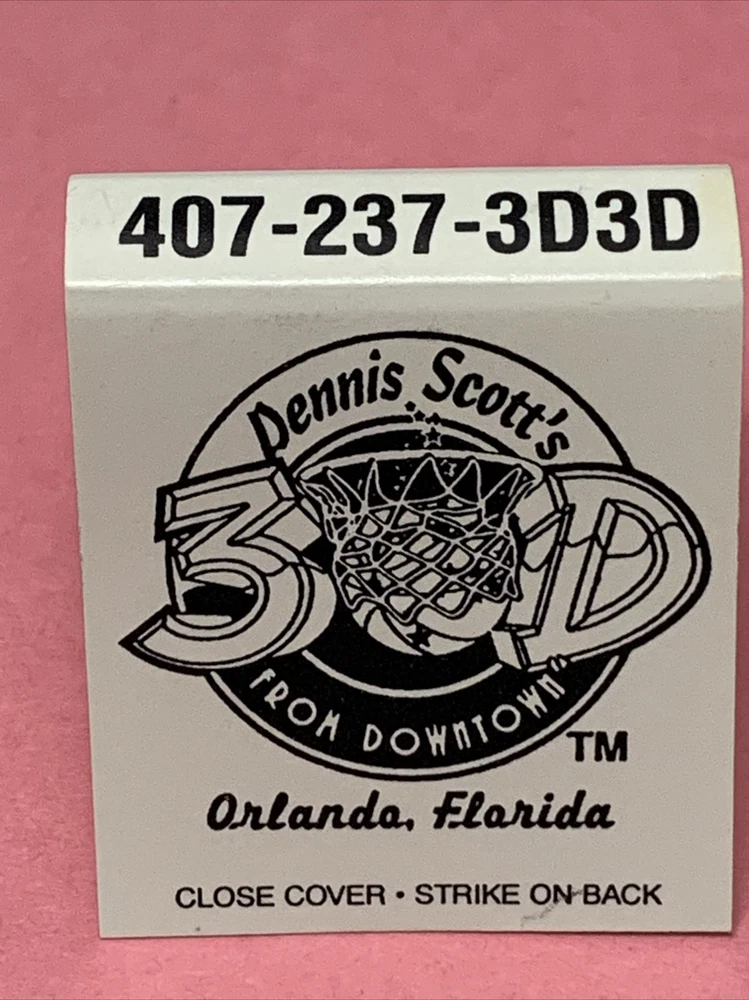 407-237-3D3D
Dennis Scott's
3D
FROM DOWNTOWN"
TM
Orlando, Florida
CLOSE COVER • STRIKE ON BACK